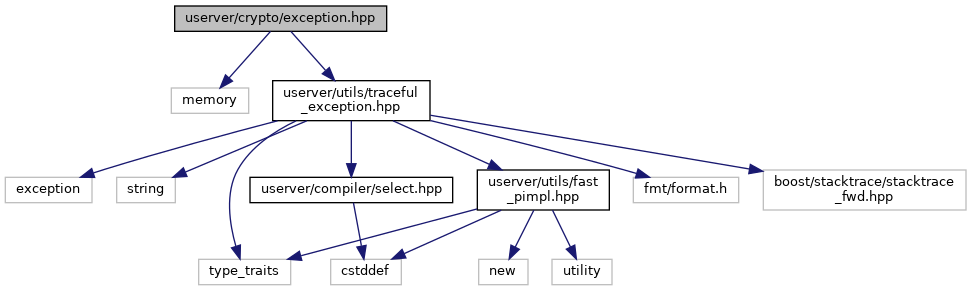 userver/crypto/exception.hpp
memory
userver/utils/traceful
_exception.hpp
exception
string
userver/compiler/select.hpp
userver/utils/fast
_pimpl.hpp
fmt/format.h
boost/stacktrace/stacktrace
_fwd.hpp
type_traits
cstddef
new
utility